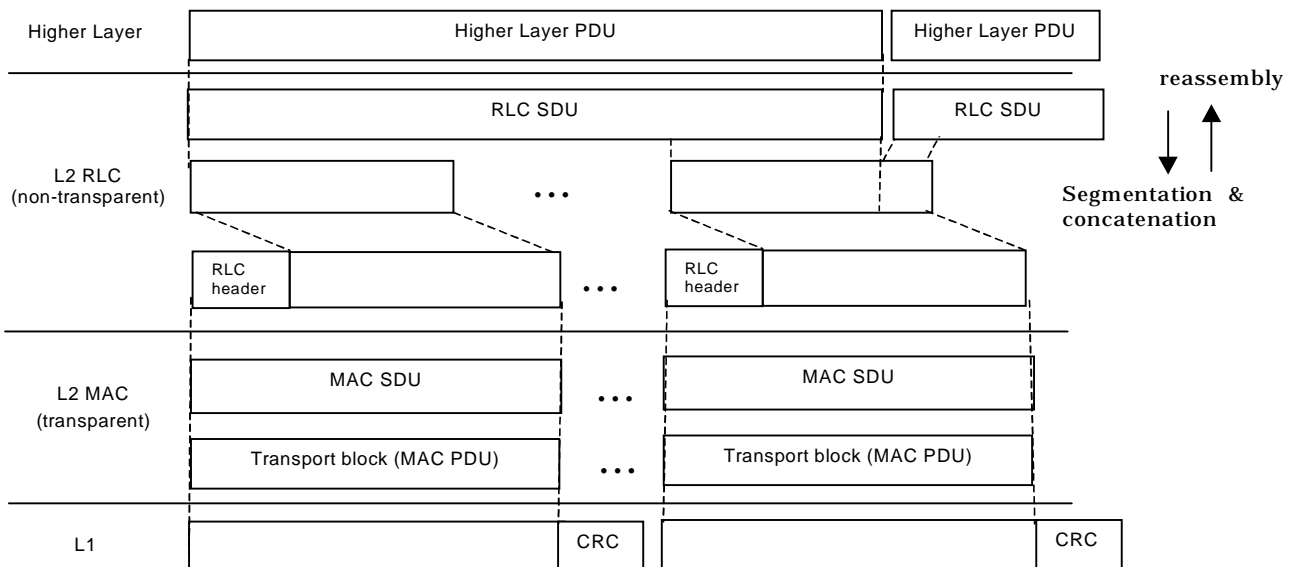 Higher Layer
Higher Layer PDU
Higher Layer PDU
reassembly
RLC SDU
RLC SDU
L2 RLC
(non-transparent)
...
Segmentation &
concatenation
RLC
header
...
RLC
header
L2 MAC
(transparent)
MAC SDU
...
MAC SDU
Transport block (MAC PDU)
...
Transport block (MAC PDU)
L1
CRC
CRC